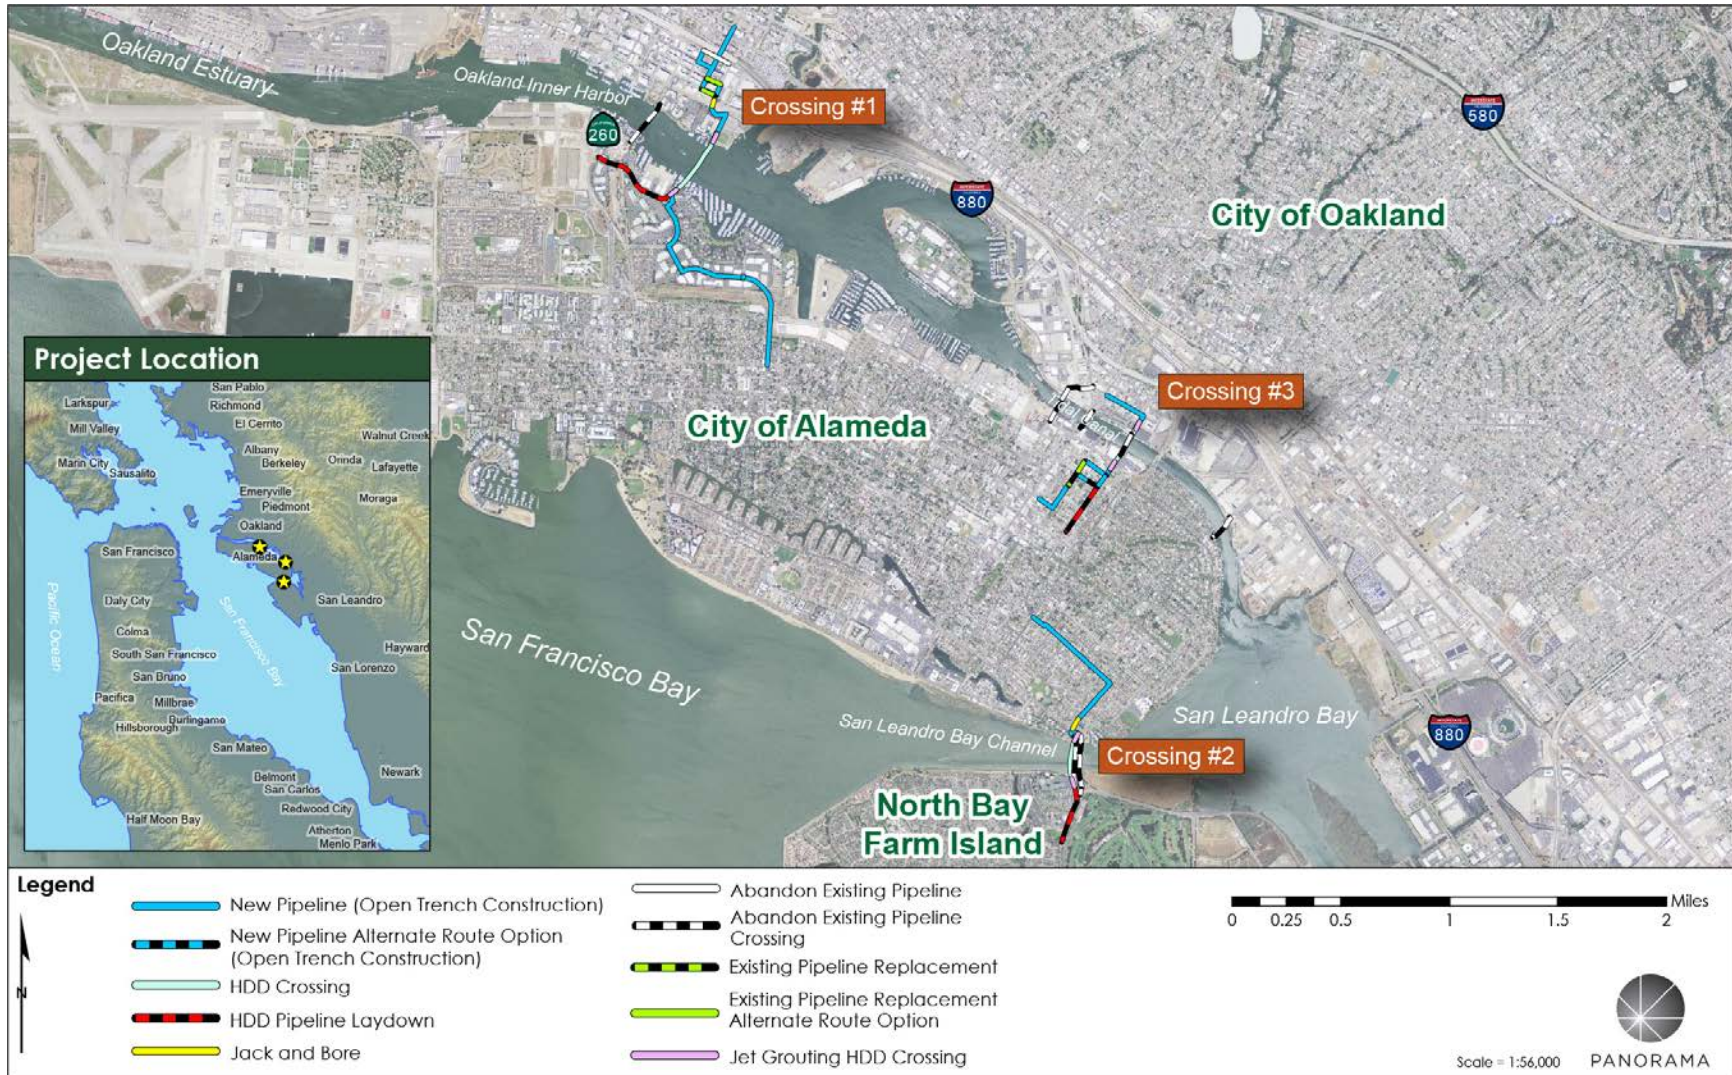 Oakland Estuary
Oakland Inner Harbor
CALIFORNIA
260
Crossing #1
INTERSTATE
580
INTERSTATE
880
City of Oakland
Crossing #3
City of Alameda
San Francisco Bay
San Leandro Bay Channel
San Leandro Bay
Crossing #2
INTERSTATE
880
North Bay
Farm Island
Project Location
San Pablo
Larkspur
Richmond
El Cerrito
Mill Valley
Walnut Creek
Albany
Berkeley
Orinda
Lafayette
Marin City
Sausalito
Emeryville
Piedmont
Moraga
Oakland
San Francisco
Alameda
Daly City
San Leandro
Pacific Ocean
San Francisco Bay
Colma
South San Francisco
San Bruno
Hayward
San Lorenzo
Pacifica
Millbrae
Burlingame
Hillsborough
San Mateo
Belmont
San Carlos
Newark
Redwood City
Half Moon Bay
Atherton
Menlo Park
Legend
N
New Pipeline (Open Trench Construction)
New Pipeline Alternate Route Option
(Open Trench Construction)
HDD Crossing
HDD Pipeline Laydown
Jack and Bore
Abandon Existing Pipeline
Abandon Existing Pipeline
Crossing
Existing Pipeline Replacement
Existing Pipeline Replacement
Alternate Route Option
Jet Grouting HDD Crossing
Miles
0 0.25 0.5 1 1.5 2
Scale = 1:56,000
PANORAMA